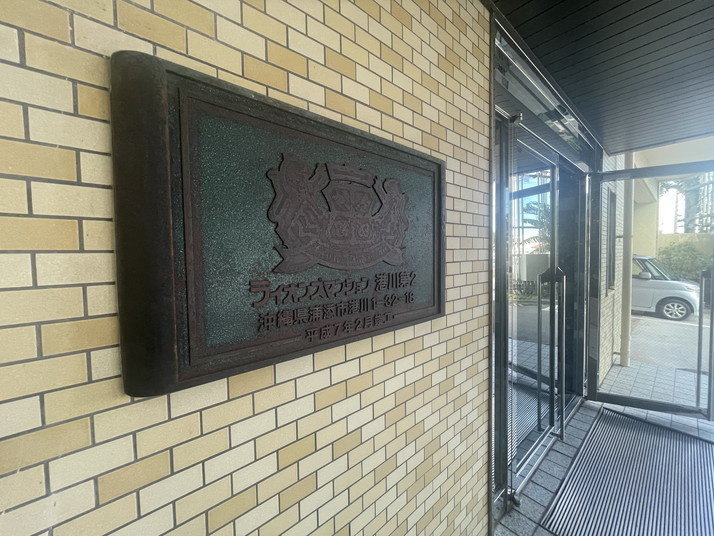 ライオンズマンション 港川第2
沖縄県浦添市港川1-32-18
平成7年2月竣工